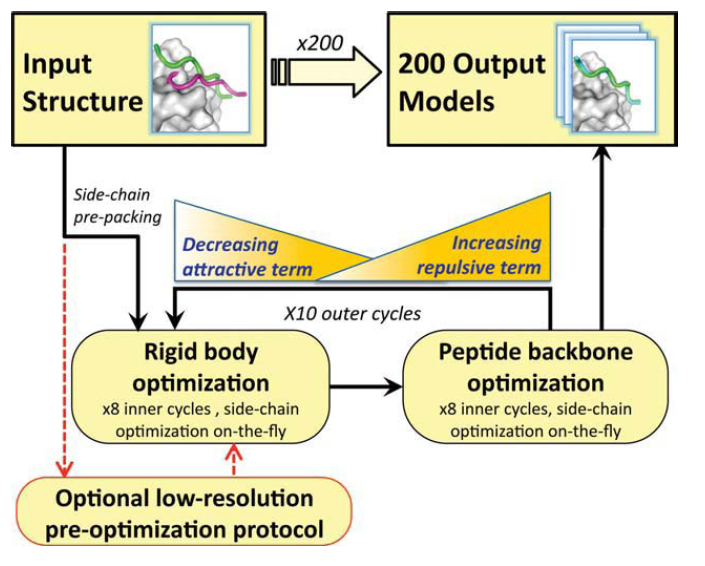 Input
Structure
x200
200 Output
Models
Side-chain
pre-packing
Decreasing
attractive term
Increasing
repulsive term
X10 outer cycles
Rigid body
optimization
x8 inner cycles , side-chain
optimization on-the-fly
Peptide backbone
optimization
x8 inner cycles, side-chain
optimization on-the-fly
Optional low-resolution
pre-optimization protocol